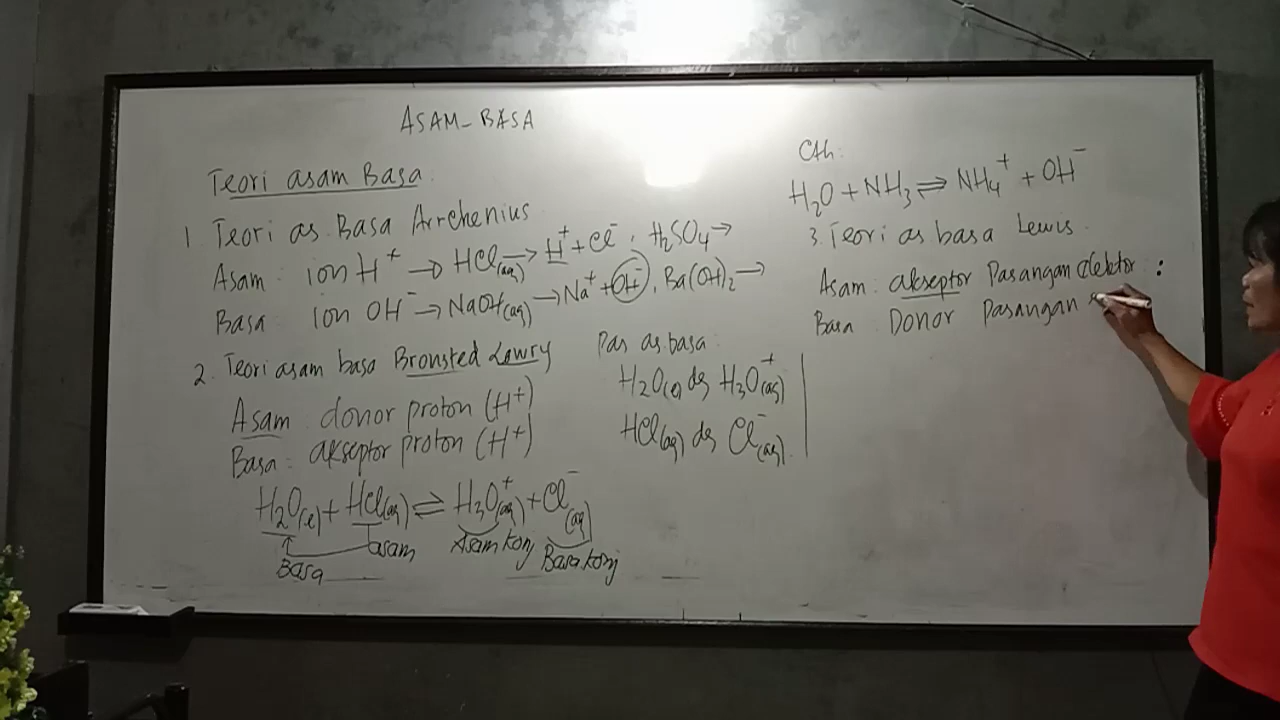 ASAM-BASA
Teori asam Basa
1. Teori as Basa Arrhenius
Asam : ion H⁺ → HCl(aq) → H⁺ + Cl⁻, H₂SO₄ →
Basa : ion OH⁻ → NaOH(aq) → Na⁺ + OH⁻, Ba(OH)₂ →
2. Teori asam basa Bronsted Lowry
Asam : donor proton (H⁺)
Basa : akseptor proton (H⁺)
H₂O(l) + HCl(aq) ⇌ H₃O⁺(aq) + Cl⁻(aq)
asam Asam konj
Basa Basa konj
Pas as basa :
H₂O(l) dg H₃O⁺(aq)
HCl(aq) dg Cl⁻(aq)
Cth :
H₂O + NH₃ ⇌ NH₄⁺ + OH⁻
3. Teori as basa Lewis
Asam : akseptor Pasangan elektor :
Basa : Donor Pasangan